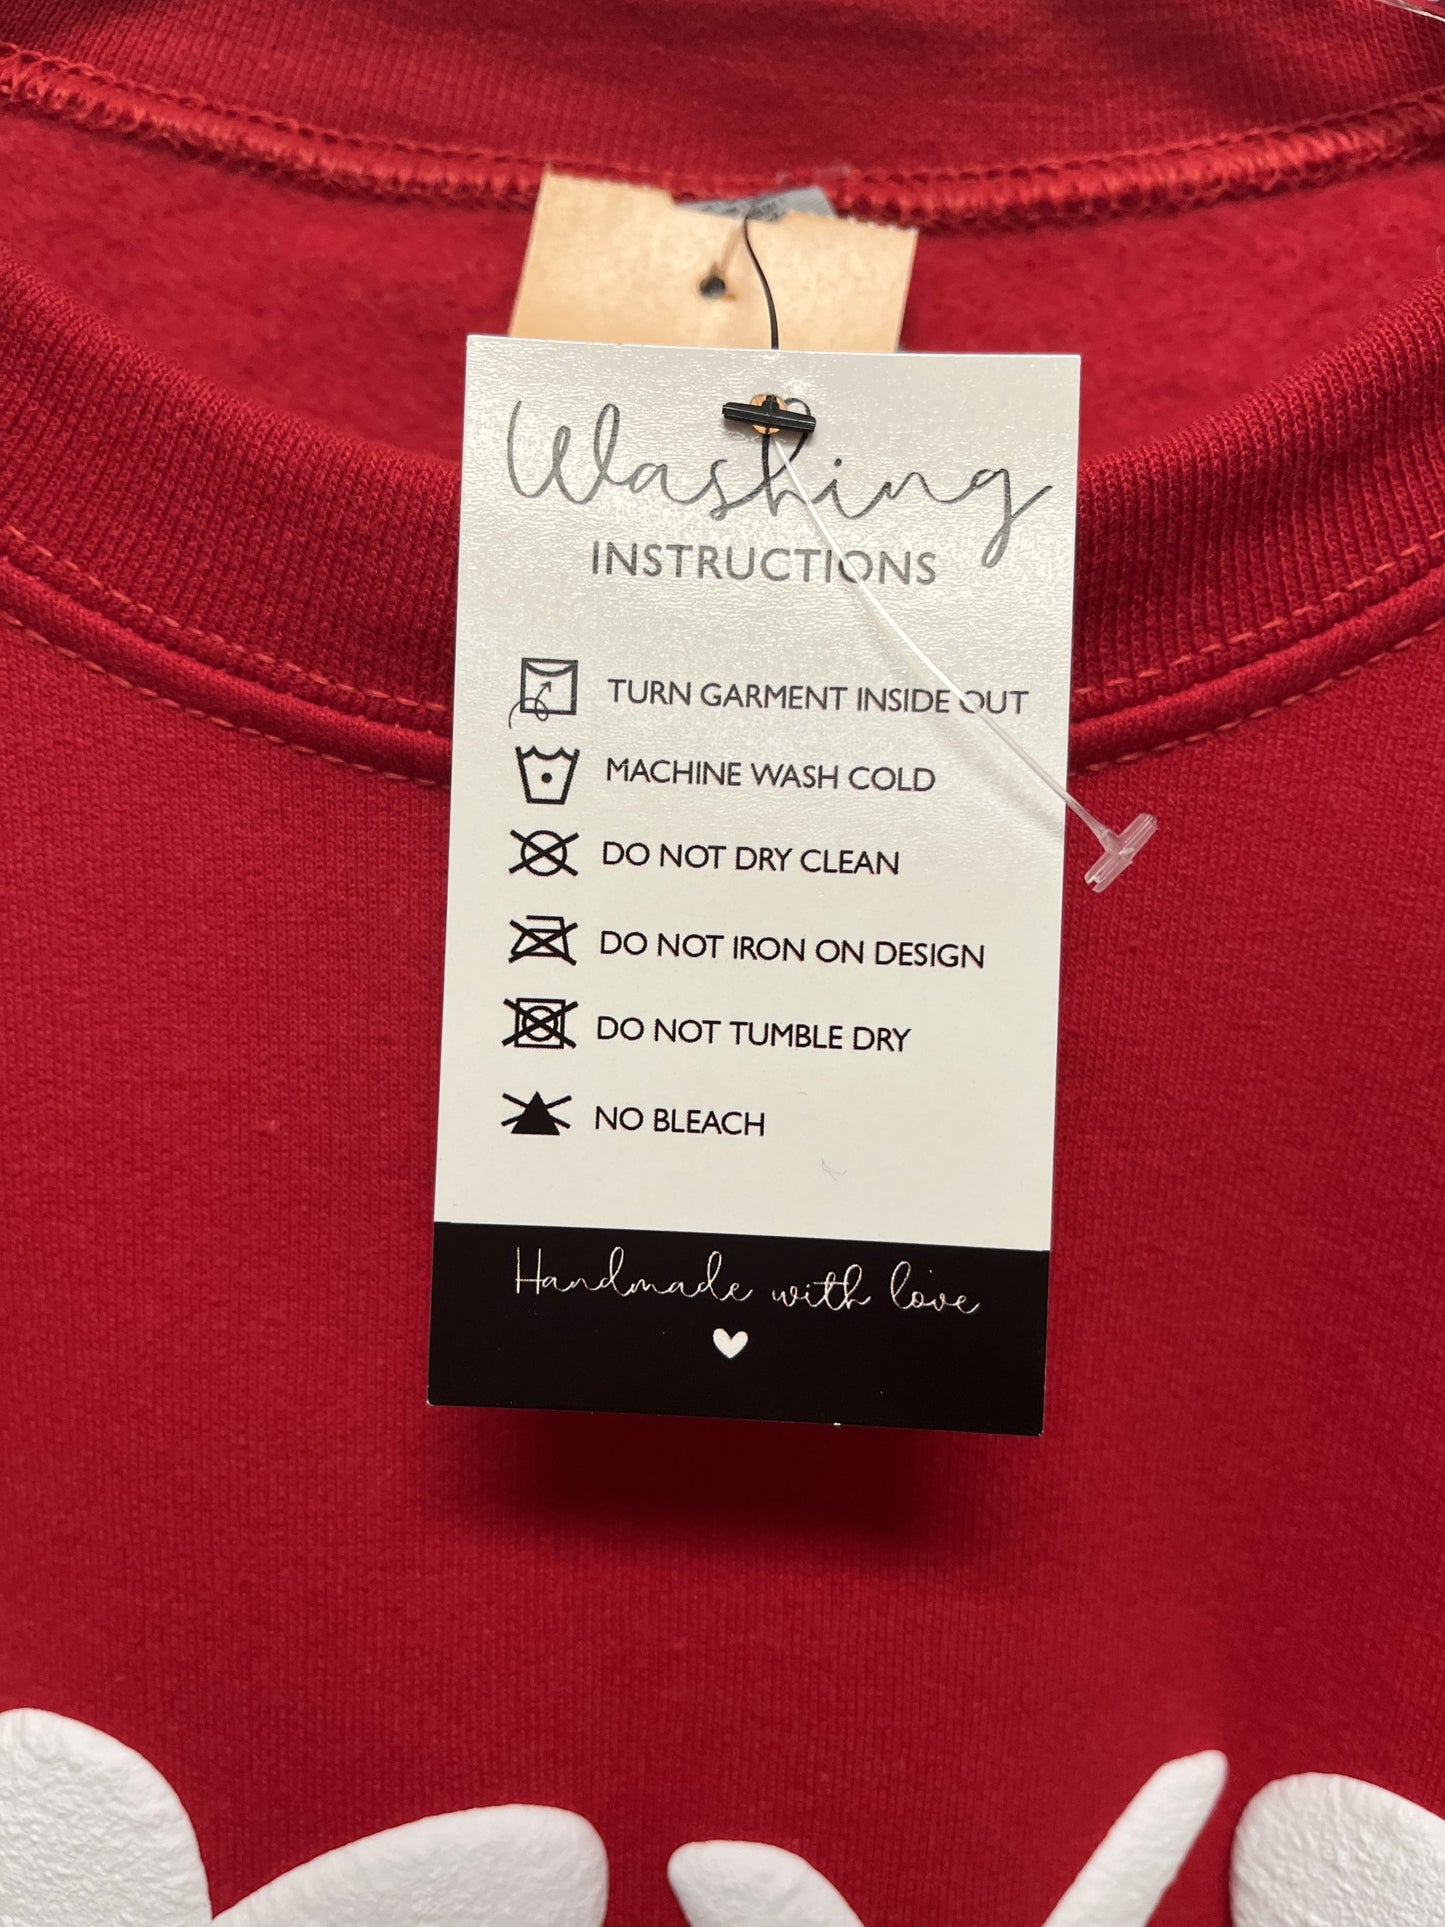 Washing
INSTRUCTIONS
TURN GARMENT INSIDE OUT
MACHINE WASH COLD
DO NOT DRY CLEAN
DO NOT IRON ON DESIGN
DO NOT TUMBLE DRY
NO BLEACH
Handmade with love